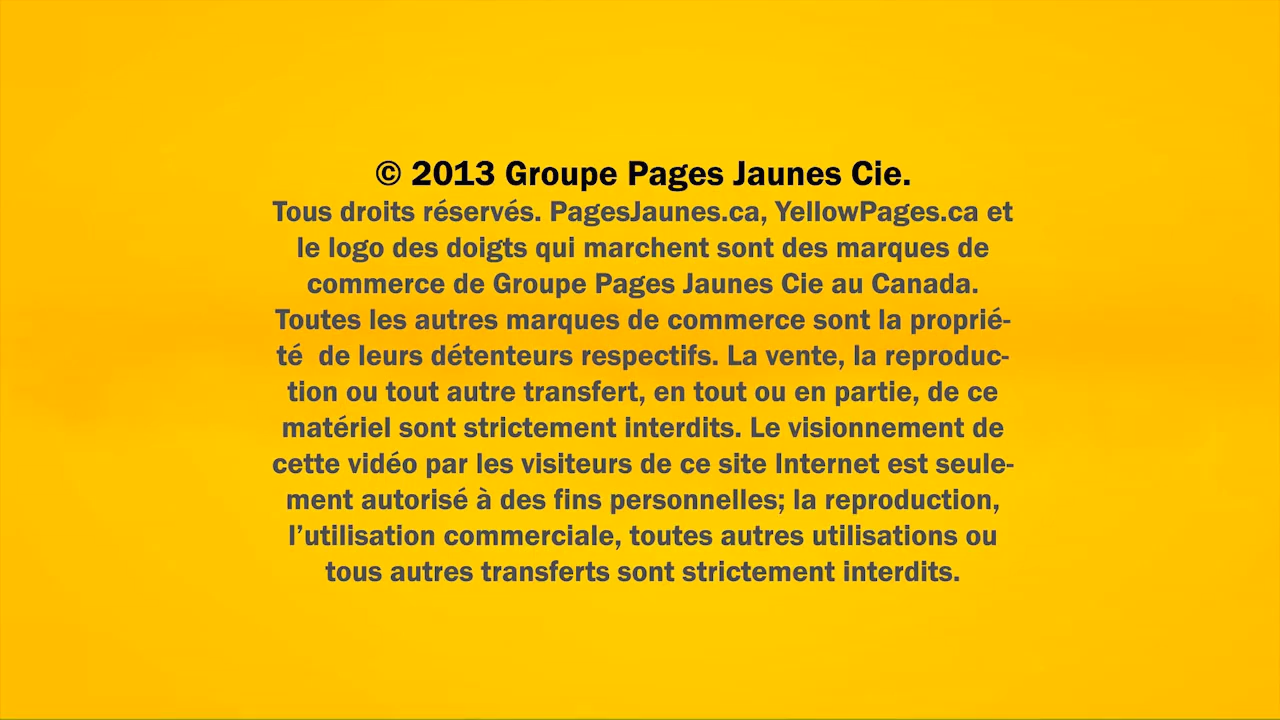 © 2013 Groupe Pages Jaunes Cie.
Tous droits réservés. PagesJaunes.ca, YellowPages.ca et
le logo des doigts qui marchent sont des marques de
commerce de Groupe Pages Jaunes Cie au Canada.
Toutes les autres marques de commerce sont la proprié-
té  de leurs détenteurs respectifs. La vente, la reproduc-
tion ou tout autre transfert, en tout ou en partie, de ce
matériel sont strictement interdits. Le visionnement de
cette vidéo par les visiteurs de ce site Internet est seule-
ment autorisé à des fins personnelles; la reproduction,
l’utilisation commerciale, toutes autres utilisations ou
tous autres transferts sont strictement interdits.